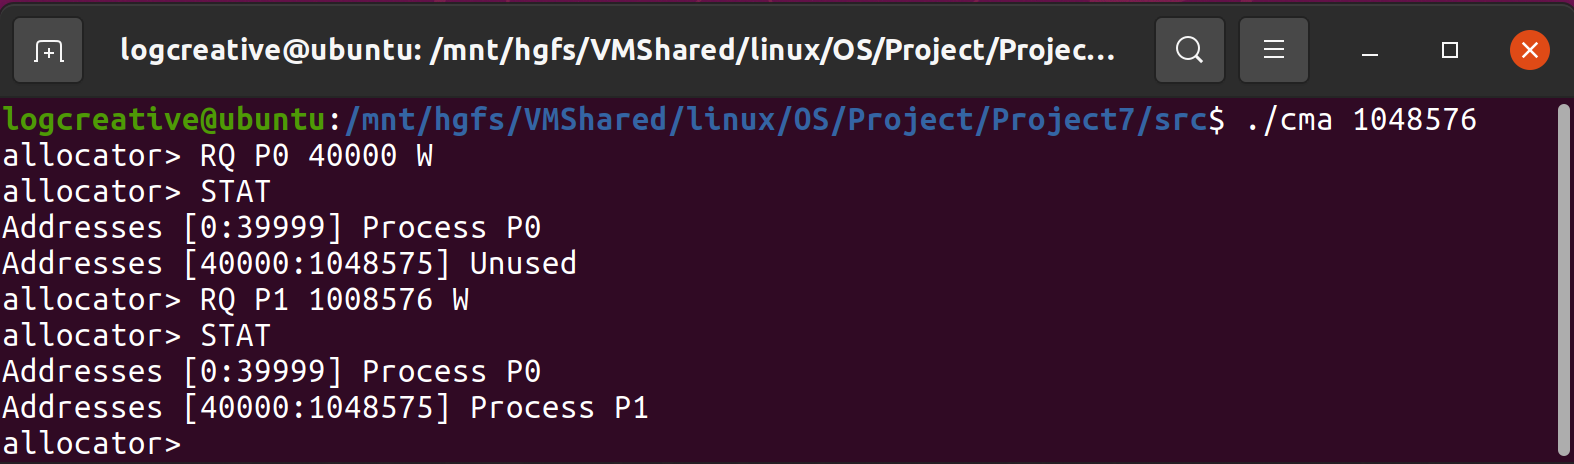 logcreative@ubuntu: /mnt/hgfs/VMShared/linux/OS/Project/Projec...
logcreative@ubuntu:/mnt/hgfs/VMShared/linux/OS/Project/Project7/src$ ./cma 1048576
allocator> RQ P0 40000 W
allocator> STAT
Addresses [0:39999] Process P0
Addresses [40000:1048575] Unused
allocator> RQ P1 1008576 W
allocator> STAT
Addresses [0:39999] Process P0
Addresses [40000:1048575] Process P1
allocator>